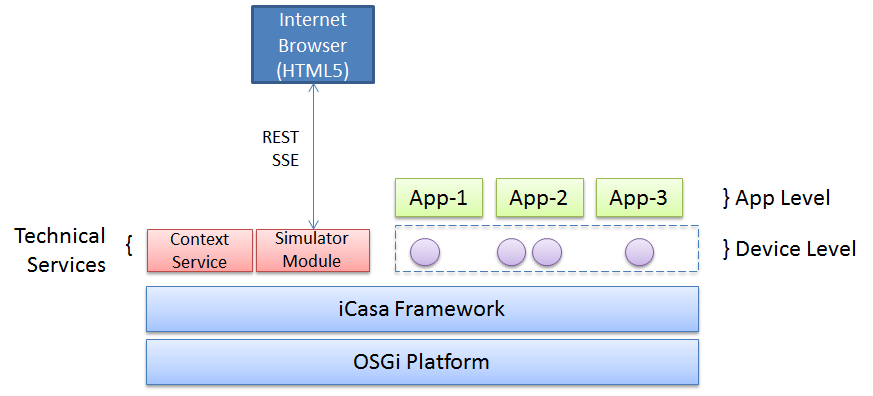 Internet
Browser
(HTML5)
REST
SSE
App-1
App-2
App-3
} App Level
Technical
Services
{
Context
Service
Simulator
Module
} Device Level
iCasa Framework
OSGi Platform